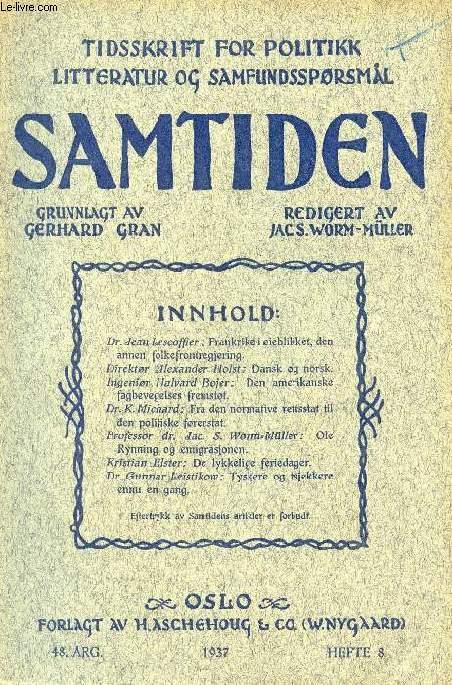 Le-livre.com
TIDSSKRIFT FOR POLITIKK
LITTERATUR OG SAMFUNDSSPØRSMÅL
SAMTIDEN
GRUNNLAGT AV
GERHARD GRAN
REDIGERT AV
JAC S. WORM-MÜLLER
INNHOLD:
Dr. Jean Lescoffier: Frankrike i øieblikket, den
annen folkefrontregjering.
Direktør Alexander Holst: Dansk og norsk.
Ingeniør Halvard Bojer: Den amerikanske
fagbevegelses fremstøt.
Dr. K. Micaard: Fra den normative rettsstat til
den politiske førerstat.
Professor dr. Jac. S. Worm-Müller: Ole
Rynning og emigrasjonen.
Kristian Elster: De lykkelige feriedager.
Dr. Gunnar Leistikow: Tyskere og tsjekkere
ennu en gang.
Eftertrykk av Samtidens artikler er forbudt.
OSLO
FORLAGT AV H. ASCHEHOUG & CO. (W. NYGAARD)
48. ÅRG.
1937
HEFTE 8